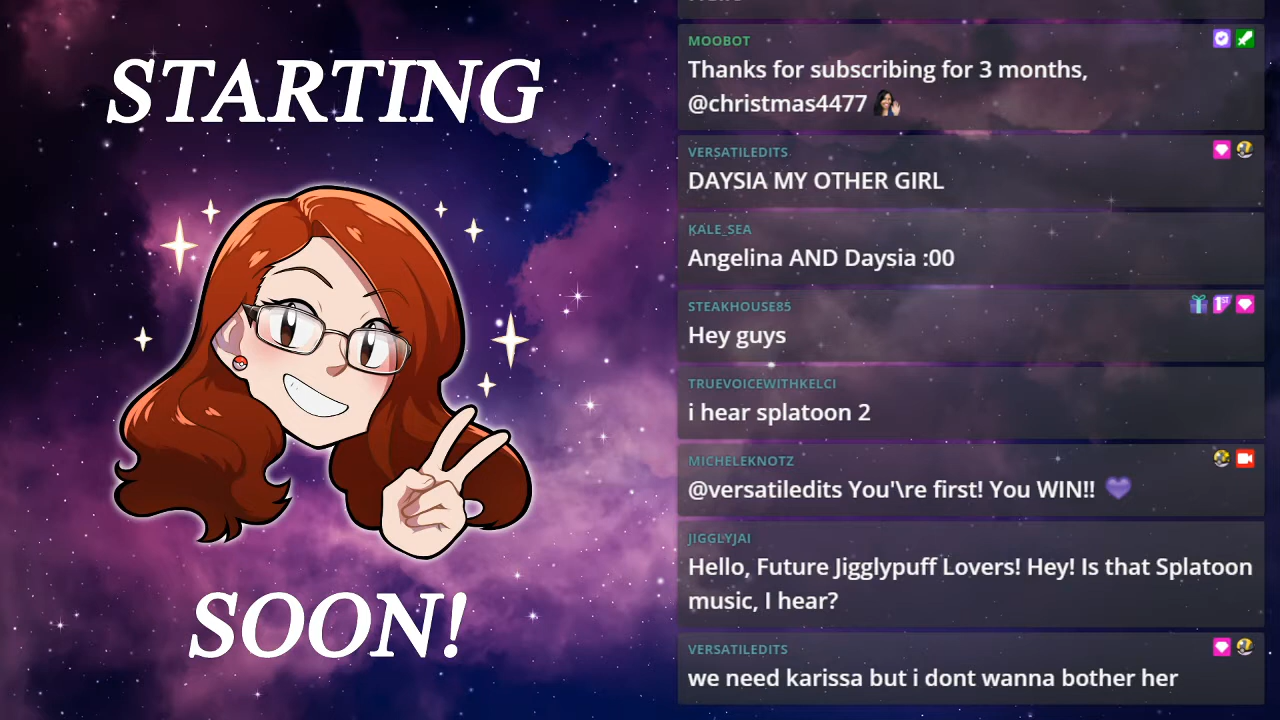 STARTING
SOON!
MOOBOT
Thanks for subscribing for 3 months,
@christmas4477
VERSATILEDITS
DAYSIA MY OTHER GIRL
KALE_SEA
Angelina AND Daysia :00
STEAKHOUSE85
1ST
Hey guys
TRUEVOICEWITHKELCI
i hear splatoon 2
MICHELEKNOTZ
@versatiledits You'\re first! You WIN!!
JIGGLYJAI
Hello, Future Jigglypuff Lovers! Hey! Is that Splatoon
music, I hear?
VERSATILEDITS
we need karissa but i dont wanna bother her